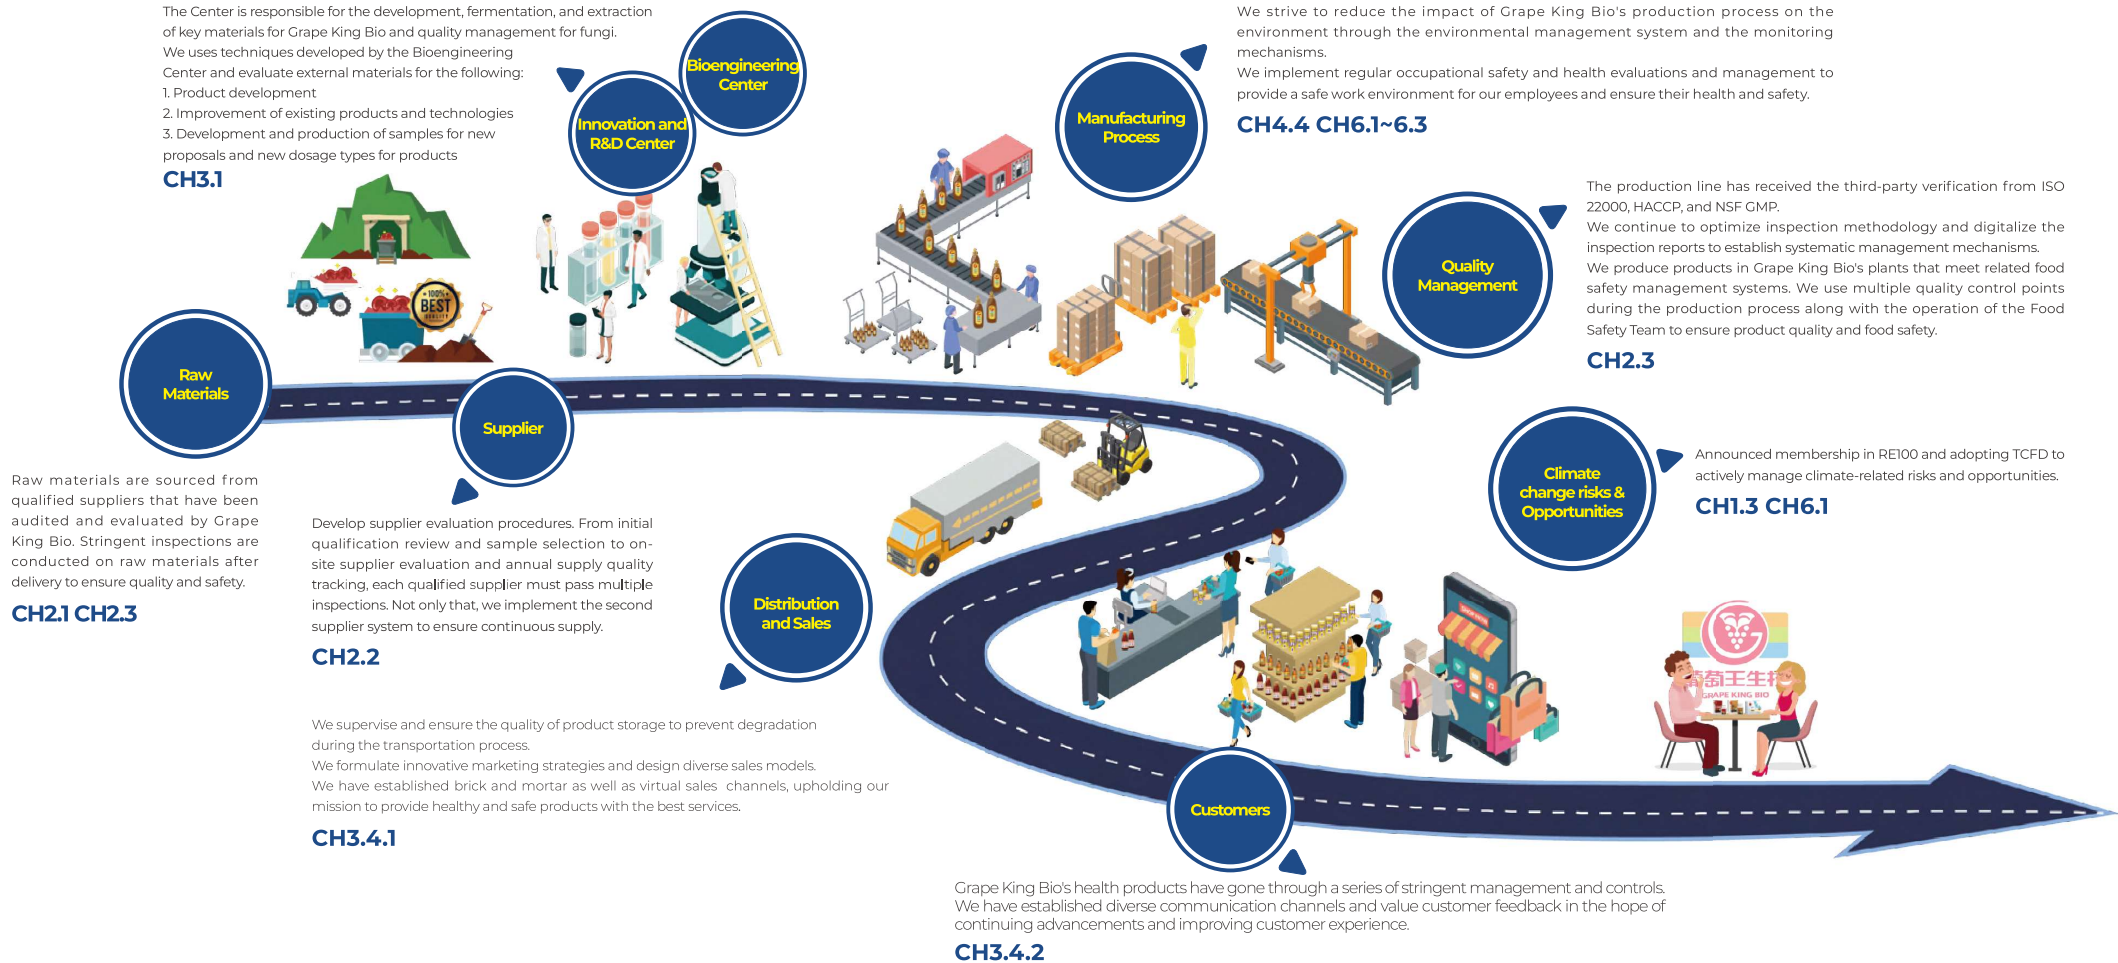 The Center is responsible for the development, fermentation, and extraction
of key materials for Grape King Bio and quality management for fungi.
We uses techniques developed by the Bioengineering
Center and evaluate external materials for the following:
1. Product development
2. Improvement of existing products and technologies
3. Development and production of samples for new
proposals and new dosage types for products
CH3.1
Bioengineering
Center
Innovation and
R&D Center
Manufacturing
Process
We strive to reduce the impact of Grape King Bio's production process on the
environment through the environmental management system and the monitoring
mechanisms.
We implement regular occupational safety and health evaluations and management to
provide a safe work environment for our employees and ensure their health and safety.
CH4.4 CH6.1~6.3
Quality
Management
The production line has received the third-party verification from ISO
22000, HACCP, and NSF GMP.
We continue to optimize inspection methodology and digitalize the
inspection reports to establish systematic management mechanisms.
We produce products in Grape King Bio's plants that meet related food
safety management systems. We use multiple quality control points
during the production process along with the operation of the Food
Safety Team to ensure product quality and food safety.
CH2.3
100%
BEST
QUALITY
Raw
Materials
Raw materials are sourced from
qualified suppliers that have been
audited and evaluated by Grape
King Bio. Stringent inspections are
conducted on raw materials after
delivery to ensure quality and safety.
CH2.1 CH2.3
Supplier
Develop supplier evaluation procedures. From initial
qualification review and sample selection to on-
site supplier evaluation and annual supply quality
tracking, each qualified supplier must pass multiple
inspections. Not only that, we implement the second
supplier system to ensure continuous supply.
CH2.2
Climate
change risks &
Opportunities
Announced membership in RE100 and adopting TCFD to
actively manage climate-related risks and opportunities.
CH1.3 CH6.1
Distribution
and Sales
We supervise and ensure the quality of product storage to prevent degradation
during the transportation process.
We formulate innovative marketing strategies and design diverse sales models.
We have established brick and mortar as well as virtual sales channels, upholding our
mission to provide healthy and safe products with the best services.
CH3.4.1
葡萄王生技
GRAPE KING BIO
Customers
Grape King Bio's health products have gone through a series of stringent management and controls.
We have established diverse communication channels and value customer feedback in the hope of
continuing advancements and improving customer experience.
CH3.4.2